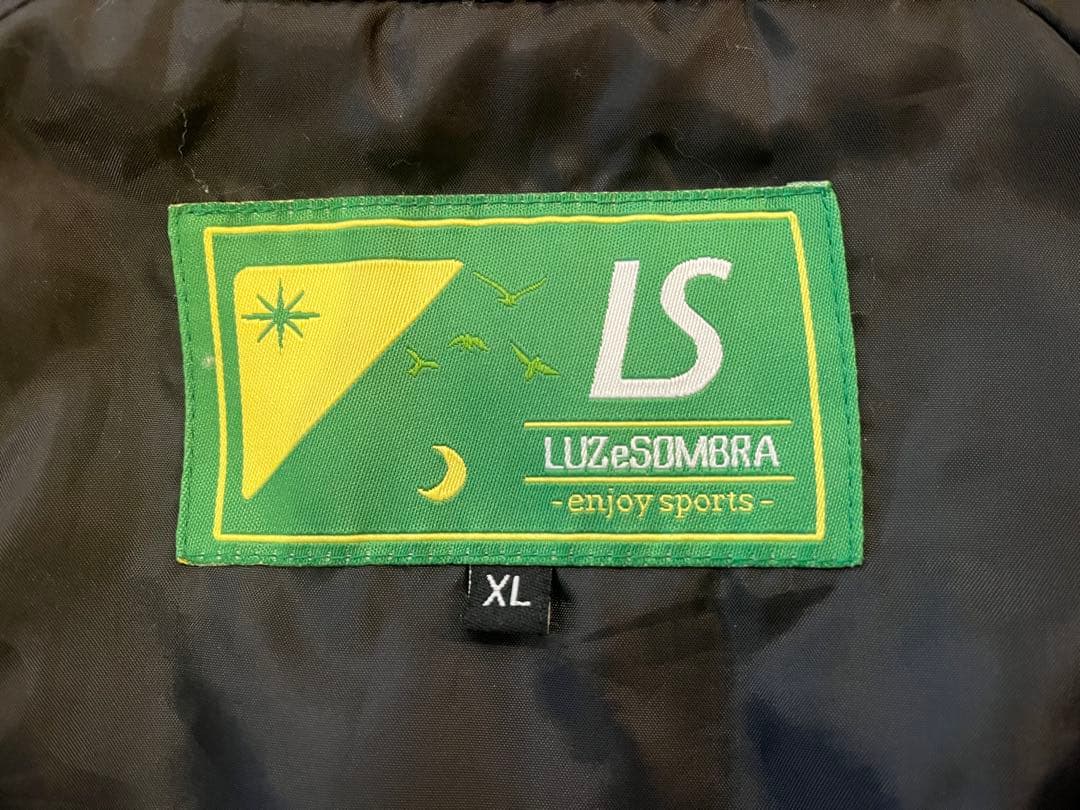 LS
LUZeSOMBRA
-enjoy sports-
XL